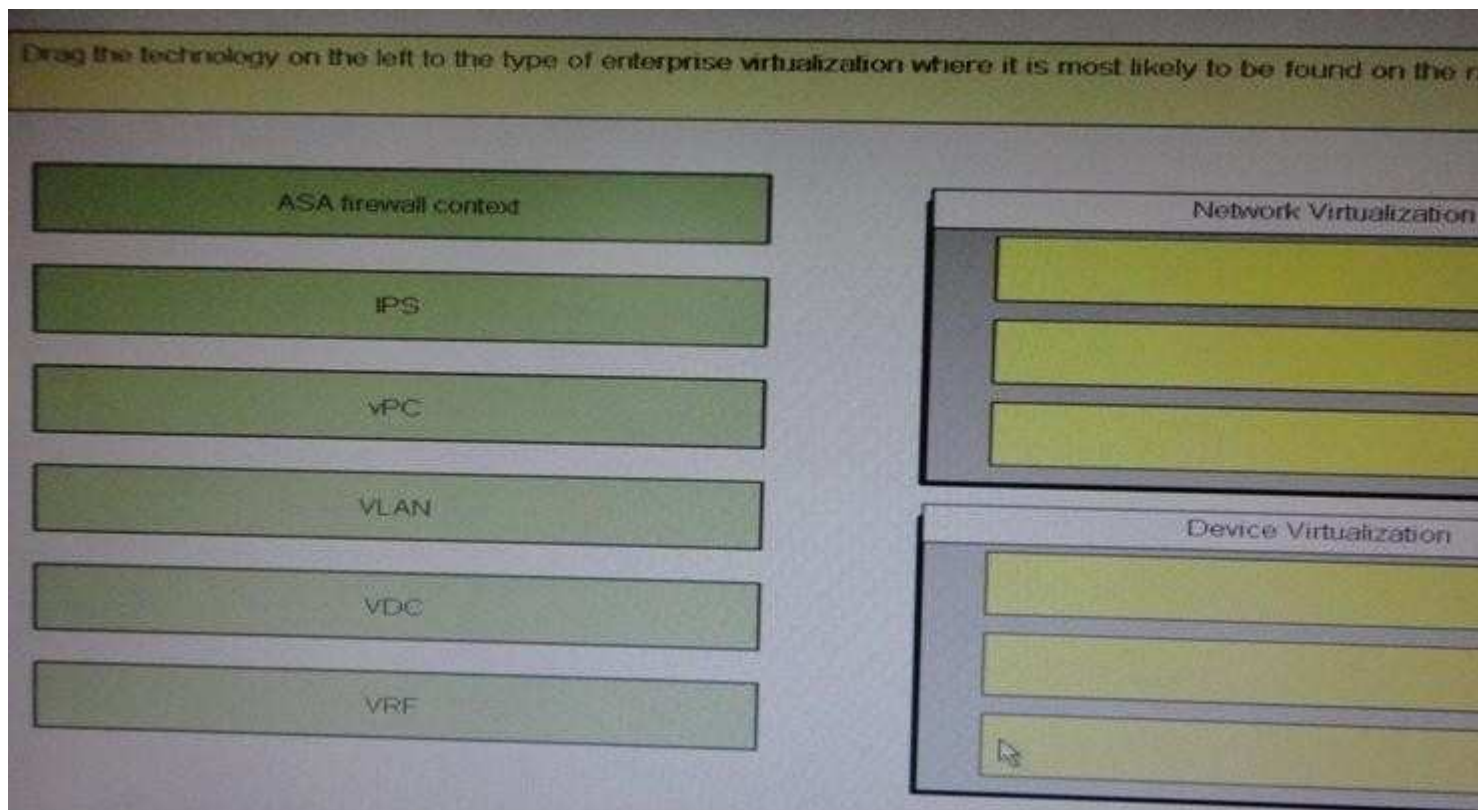 Drag the technology on the left to the type of enterprise virtualization where it is most likely to be found on the
ASA firewall context
IPS
vPC
VLAN
VDC
VRF
Network Virtualization
Device Virtualization